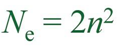 Nₑ = 2n²